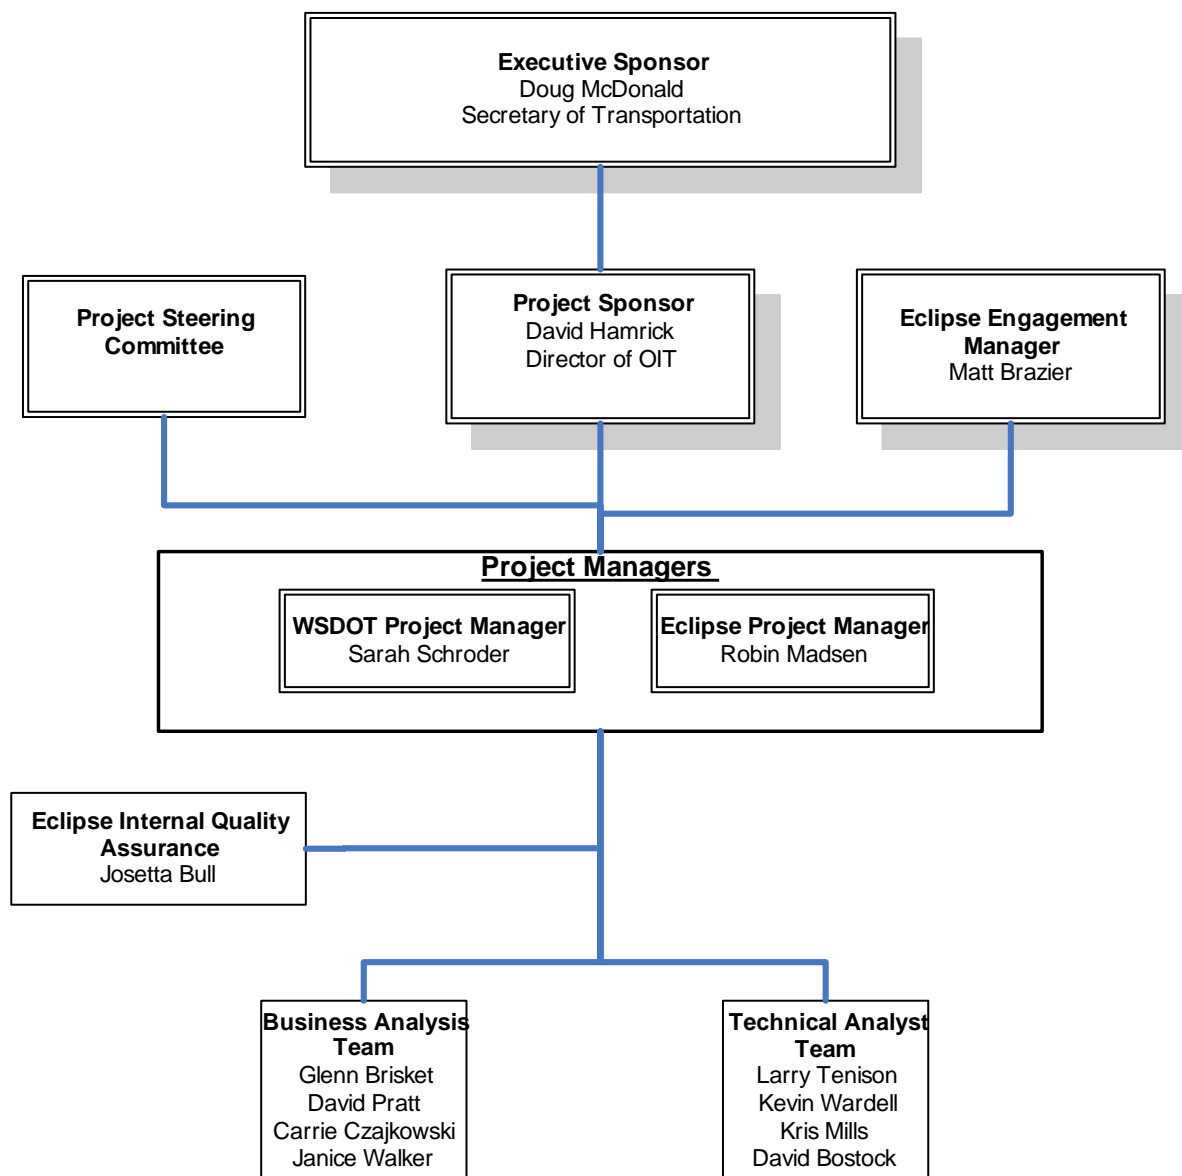 Executive Sponsor
Doug McDonald
Secretary of Transportation
Project Steering
Committee
Project Sponsor
David Hamrick
Director of OIT
Eclipse Engagement
Manager
Matt Brazier
Project Managers
WSDOT Project Manager
Sarah Schroder
Eclipse Project Manager
Robin Madsen
Eclipse Internal Quality
Assurance
Josetta Bull
Business Analysis
Team
Glenn Brisket
David Pratt
Carrie Czajkowski
Janice Walker
Technical Analyst
Team
Larry Tenison
Kevin Wardell
Kris Mills
David Bostock